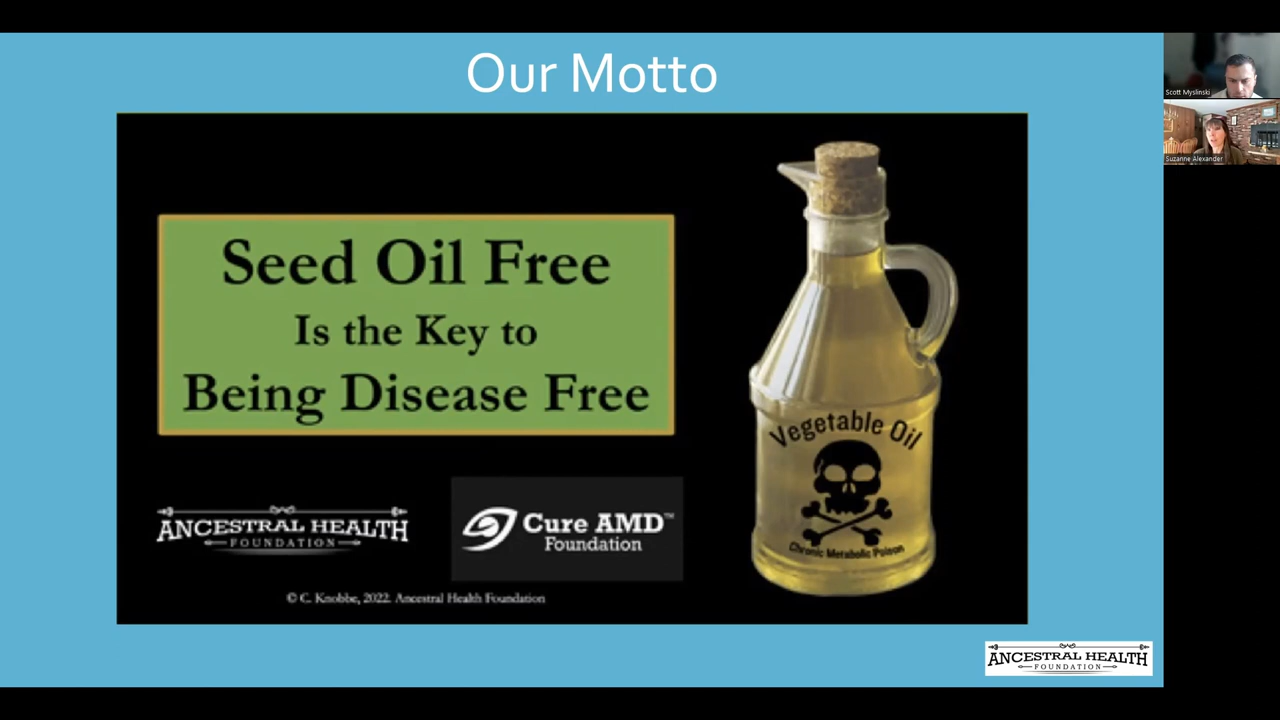 Our Motto
Seed Oil Free
Is the Key to
Being Disease Free
Vegetable Oil
Chronic Metabolic Poison
ANCESTRAL HEALTH
FOUNDATION
Cure AMD™
Foundation
© C. Knobbe, 2022. Ancestral Health Foundation
ANCESTRAL HEALTH
FOUNDATION
Scott Myslinski
Suzanne Alexander